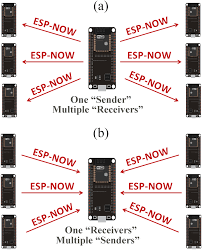 (a)
ESP-NOW ESP-NOW
ESP-NOW ESP-NOW
ESP-NOW ESP-NOW
One "Sender"
Multiple "Receivers"
(b)
ESP-NOW ESP-NOW
ESP-NOW ESP-NOW
ESP-NOW ESP-NOW
One "Receivers"
Multiple "Senders"